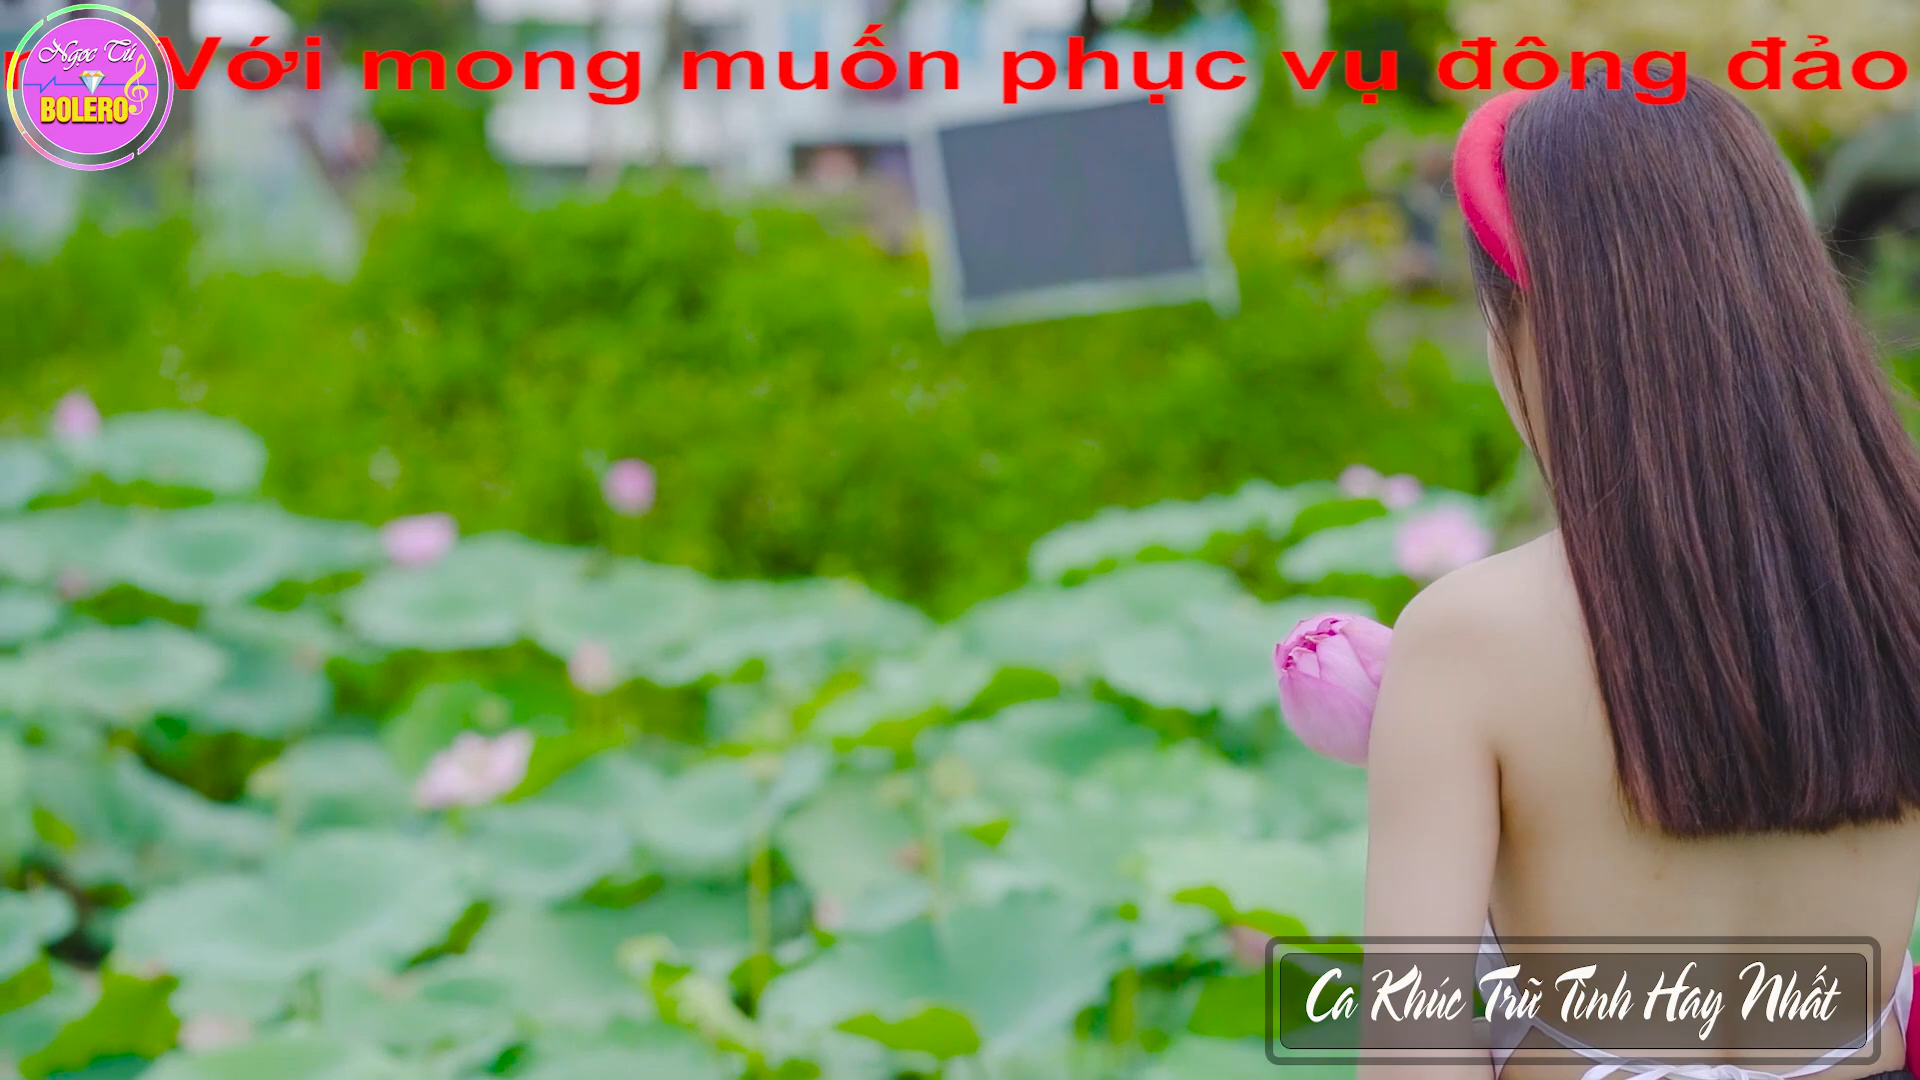 Với mong muốn phục vụ đông đảo
Ngọc Tú
BOLERO
Ca Khúc Trữ Tình Hay Nhất